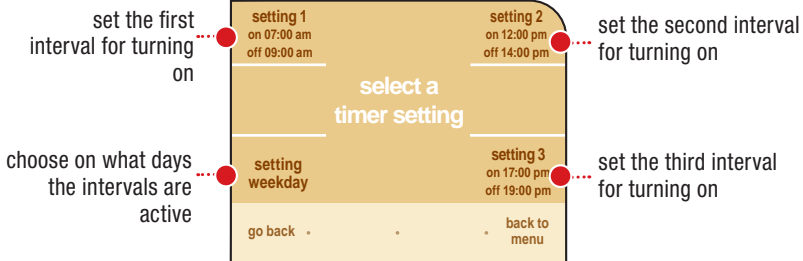 set the first
interval for turning
on
setting 1
on 07:00 am
off 09:00 am
setting 2
on 12:00 pm
off 14:00 pm
set the second interval
for turning on
select a
timer setting
choose on what days
the intervals are
active
setting
weekday
setting 3
on 17:00 pm
off 19:00 pm
set the third interval
for turning on
go back
back to
menu